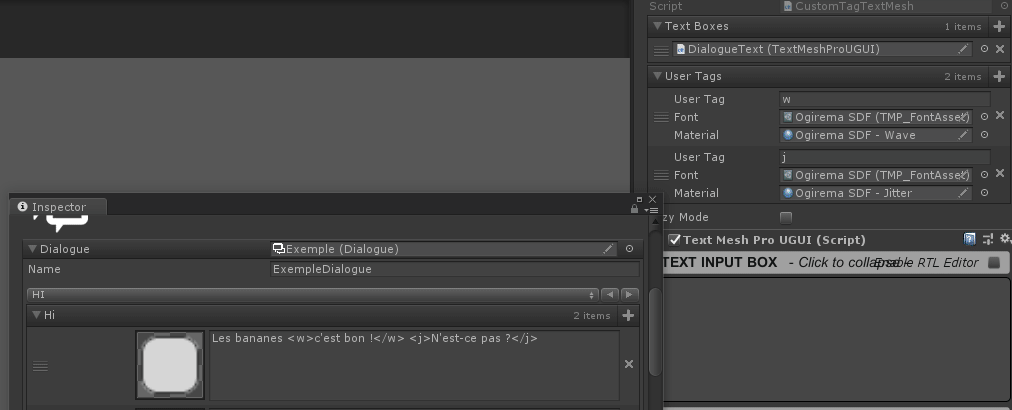 Script CustomTagTextMesh
Text Boxes 1 items
DialogueText (TextMeshProUGUI)
User Tags 2 items
User Tag w
Font Ogirema SDF (TMP_FontAsset)
Material Ogirema SDF - Wave
User Tag j
Font Ogirema SDF (TMP_FontAsset)
Material Ogirema SDF - Jitter
zy Mode
Text Mesh Pro UGUI (Script)
TEXT INPUT BOX - Click to collapse - Enable RTL Editor
Inspector
Dialogue Exemple (Dialogue)
Name ExempleDialogue
HI
Hi 2 items
Les bananes <w>c'est bon !</w> <j>N'est-ce pas ?</j>